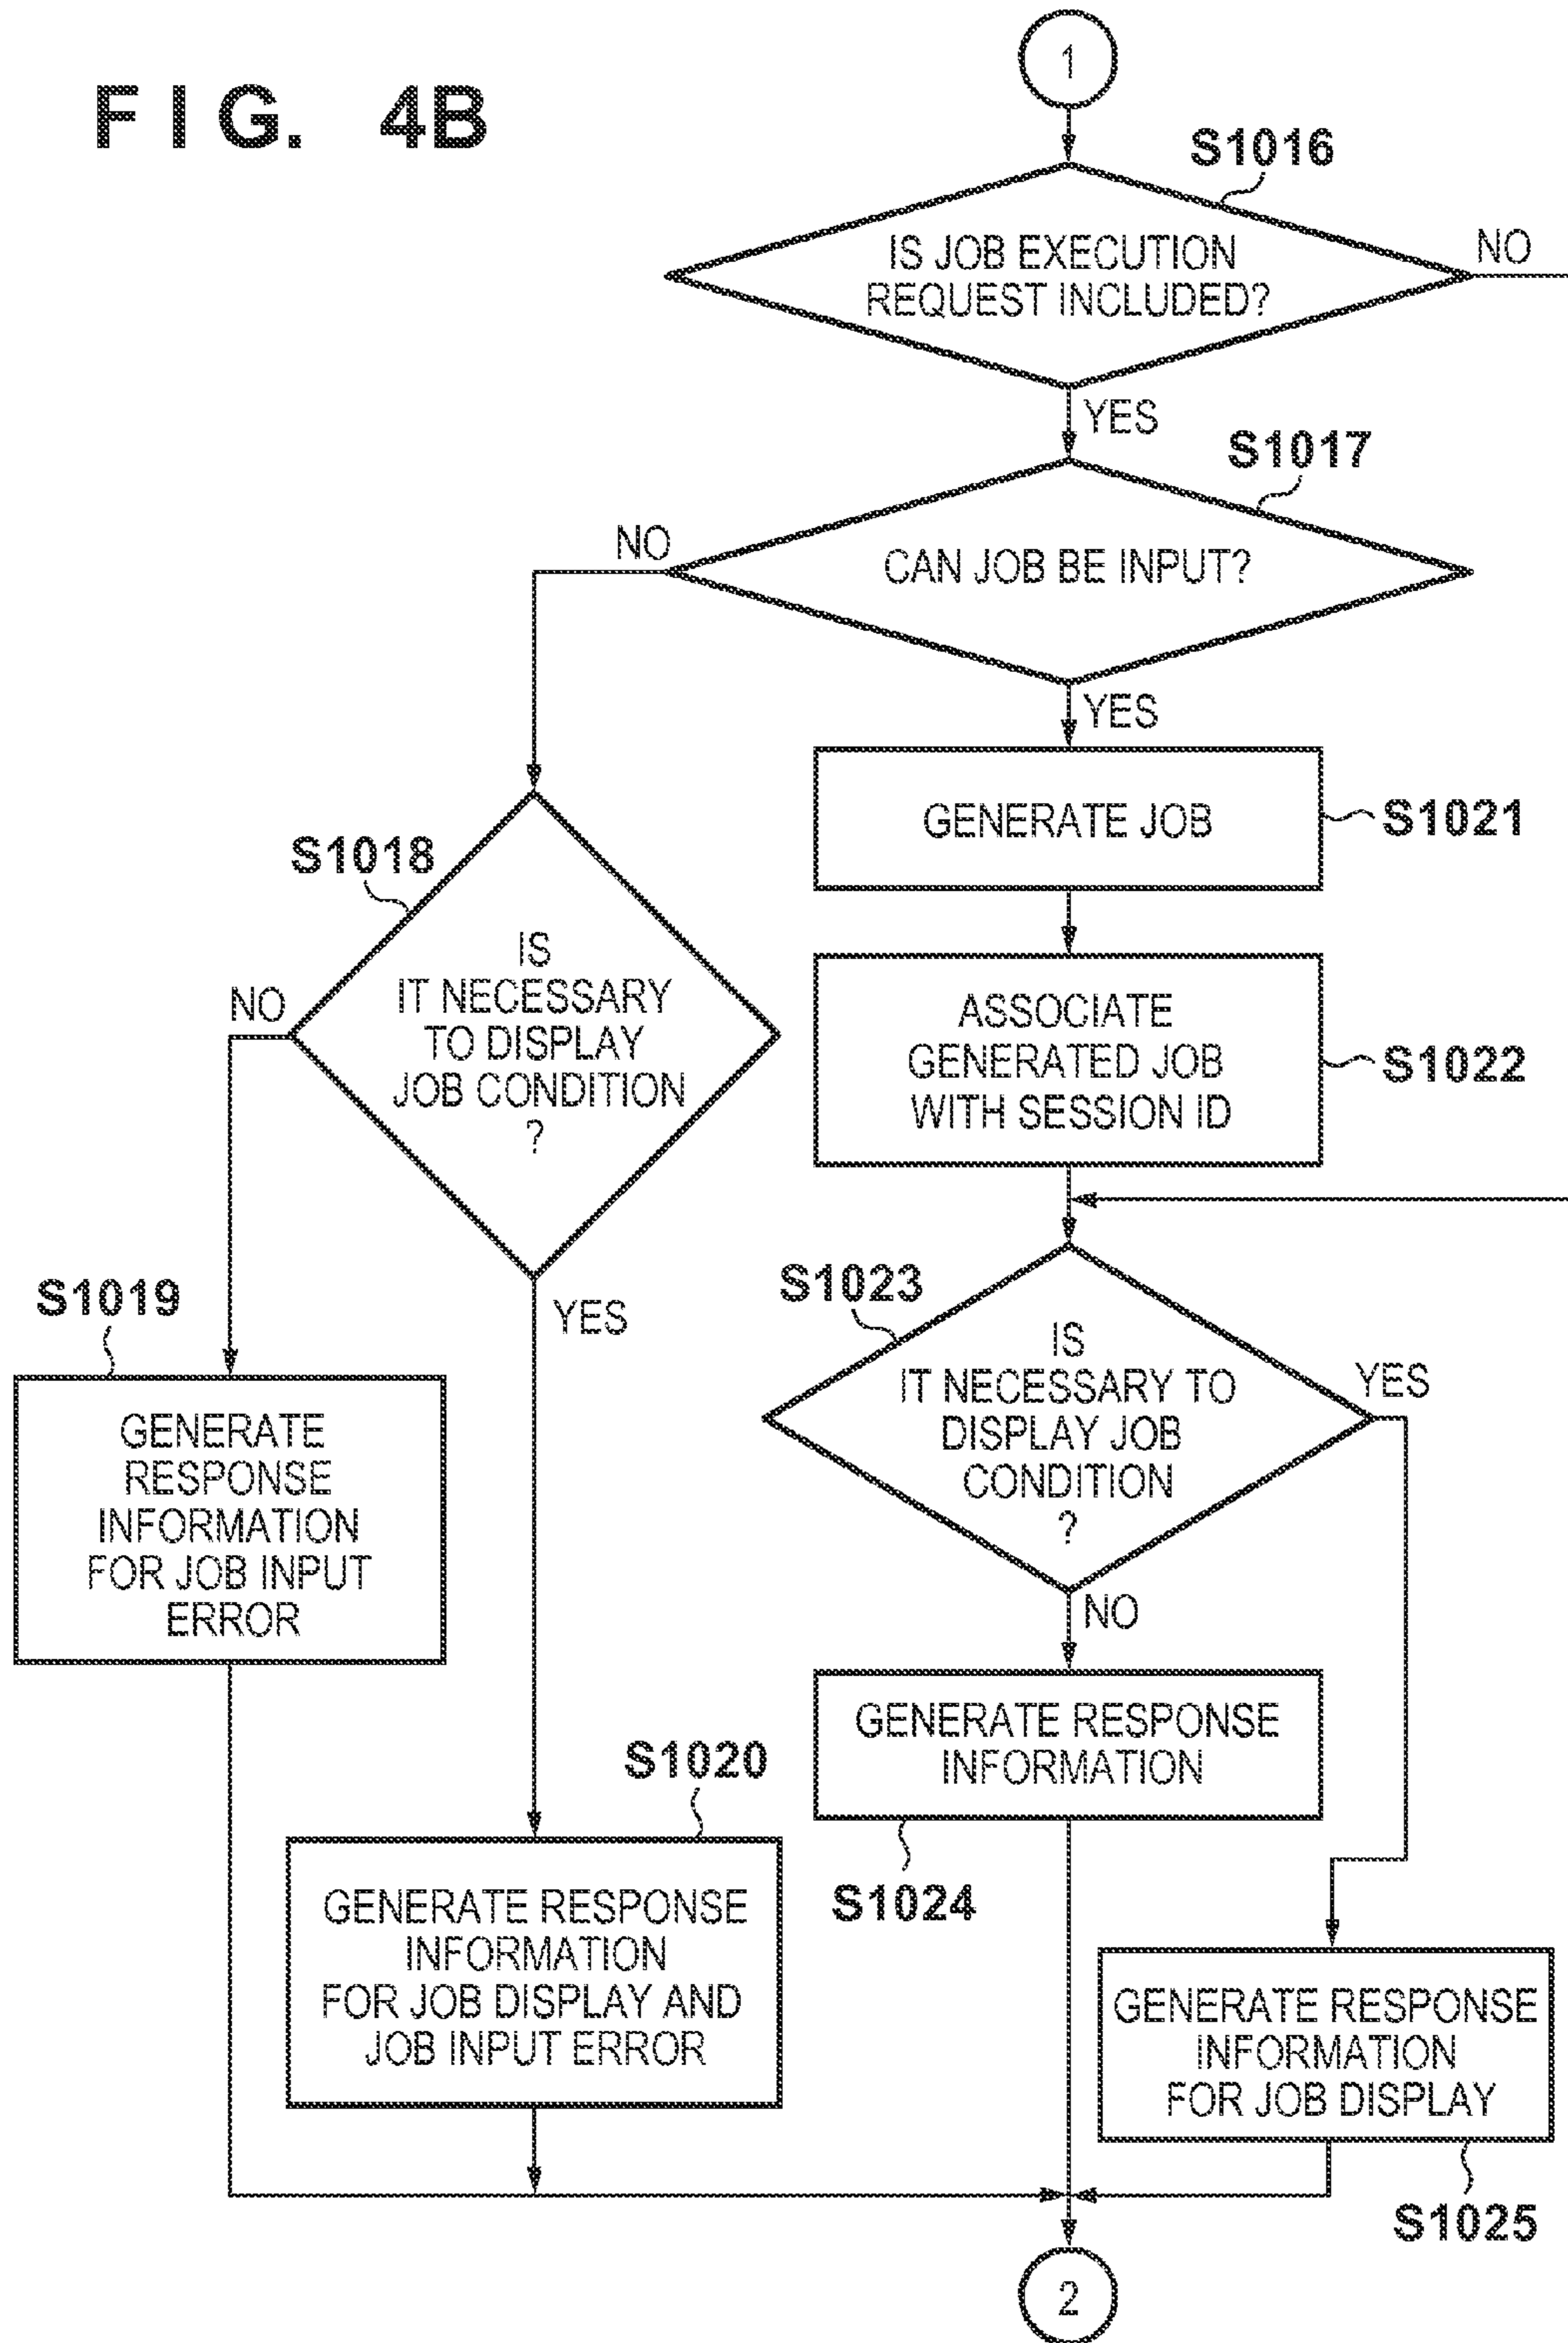 FIG. 4B
1
S1016
IS JOB EXECUTION
REQUEST INCLUDED?
NO
YES
S1017
NO
CAN JOB BE INPUT?
YES
GENERATE JOB
S1021
S1018
IS
IT NECESSARY
TO DISPLAY
JOB CONDITION
?
NO
YES
ASSOCIATE
GENERATED JOB
WITH SESSION ID
S1022
S1023
IS
IT NECESSARY TO
DISPLAY JOB
CONDITION
?
YES
NO
S1019
GENERATE
RESPONSE
INFORMATION
FOR JOB INPUT
ERROR
S1020
GENERATE RESPONSE
INFORMATION
FOR JOB DISPLAY AND
JOB INPUT ERROR
GENERATE RESPONSE
INFORMATION
S1024
GENERATE RESPONSE
INFORMATION
FOR JOB DISPLAY
S1025
2